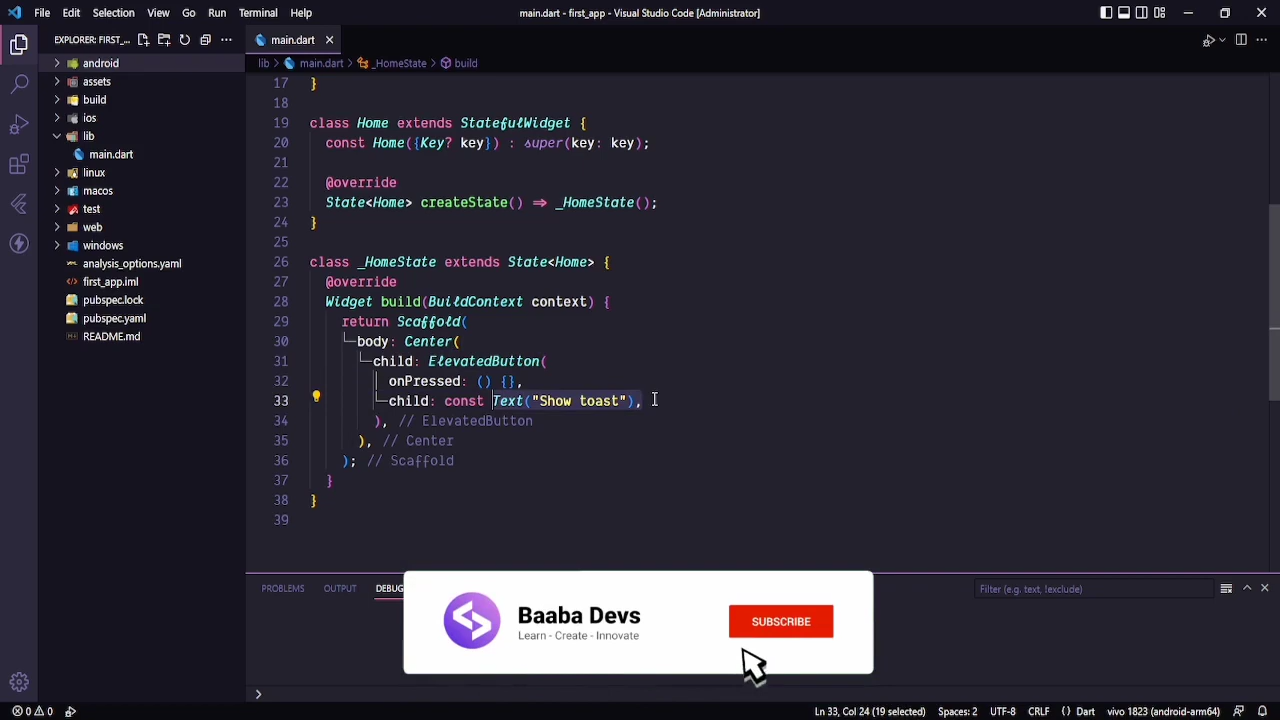 File Edit Selection View Go Run Terminal Help
main.dart - first_app - Visual Studio Code [Administrator]
EXPLORER: FIRST_...
main.dart
android
lib > main.dart > _HomeState > build
assets
build
ios
lib
main.dart
linux
macos
test
web
windows
analysis_options.yaml
first_app.iml
pubspec.lock
pubspec.yaml
README.md
17 }
18
19 class Home extends StatefulWidget {
20 const Home({Key? key}) : super(key: key);
21
22 @override
23 State<Home> createState() => _HomeState();
24 }
25
26 class _HomeState extends State<Home> {
27 @override
28 Widget build(BuildContext context) {
29 return Scaffold(
30 body: Center(
31 child: ElevatedButton(
32 onPressed: () {},
33 child: const Text("Show toast"),
34 ), // ElevatedButton
35 ), // Center
36 ); // Scaffold
37 }
38 }
39
PROBLEMS OUTPUT DEBUG
Filter (e.g. text, !exclude)
Baaba Devs
Learn - Create - Innovate
SUBSCRIBE
>
0 0
Ln 33, Col 24 (19 selected) Spaces: 2 UTF-8 CRLF {} Dart vivo 1823 (android-arm64)